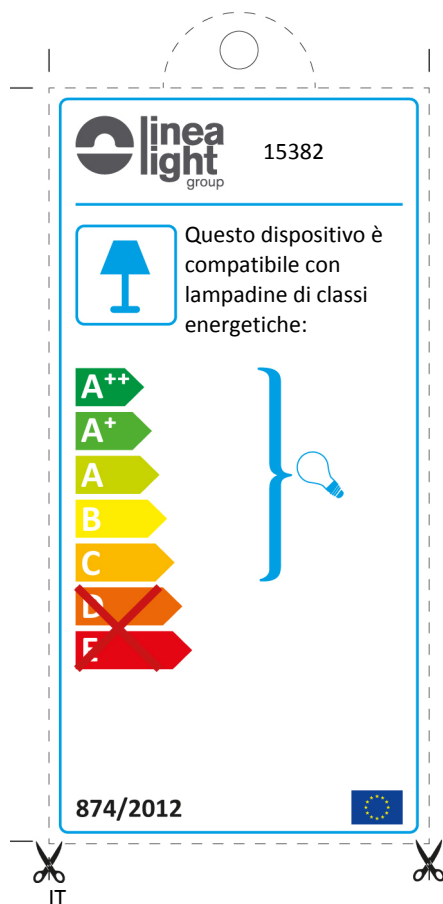 linea
light
group
15382
Questo dispositivo è
compatibile con
lampadine di classi
energetiche:
A++
A+
A
B
C
D
E
874/2012
IT